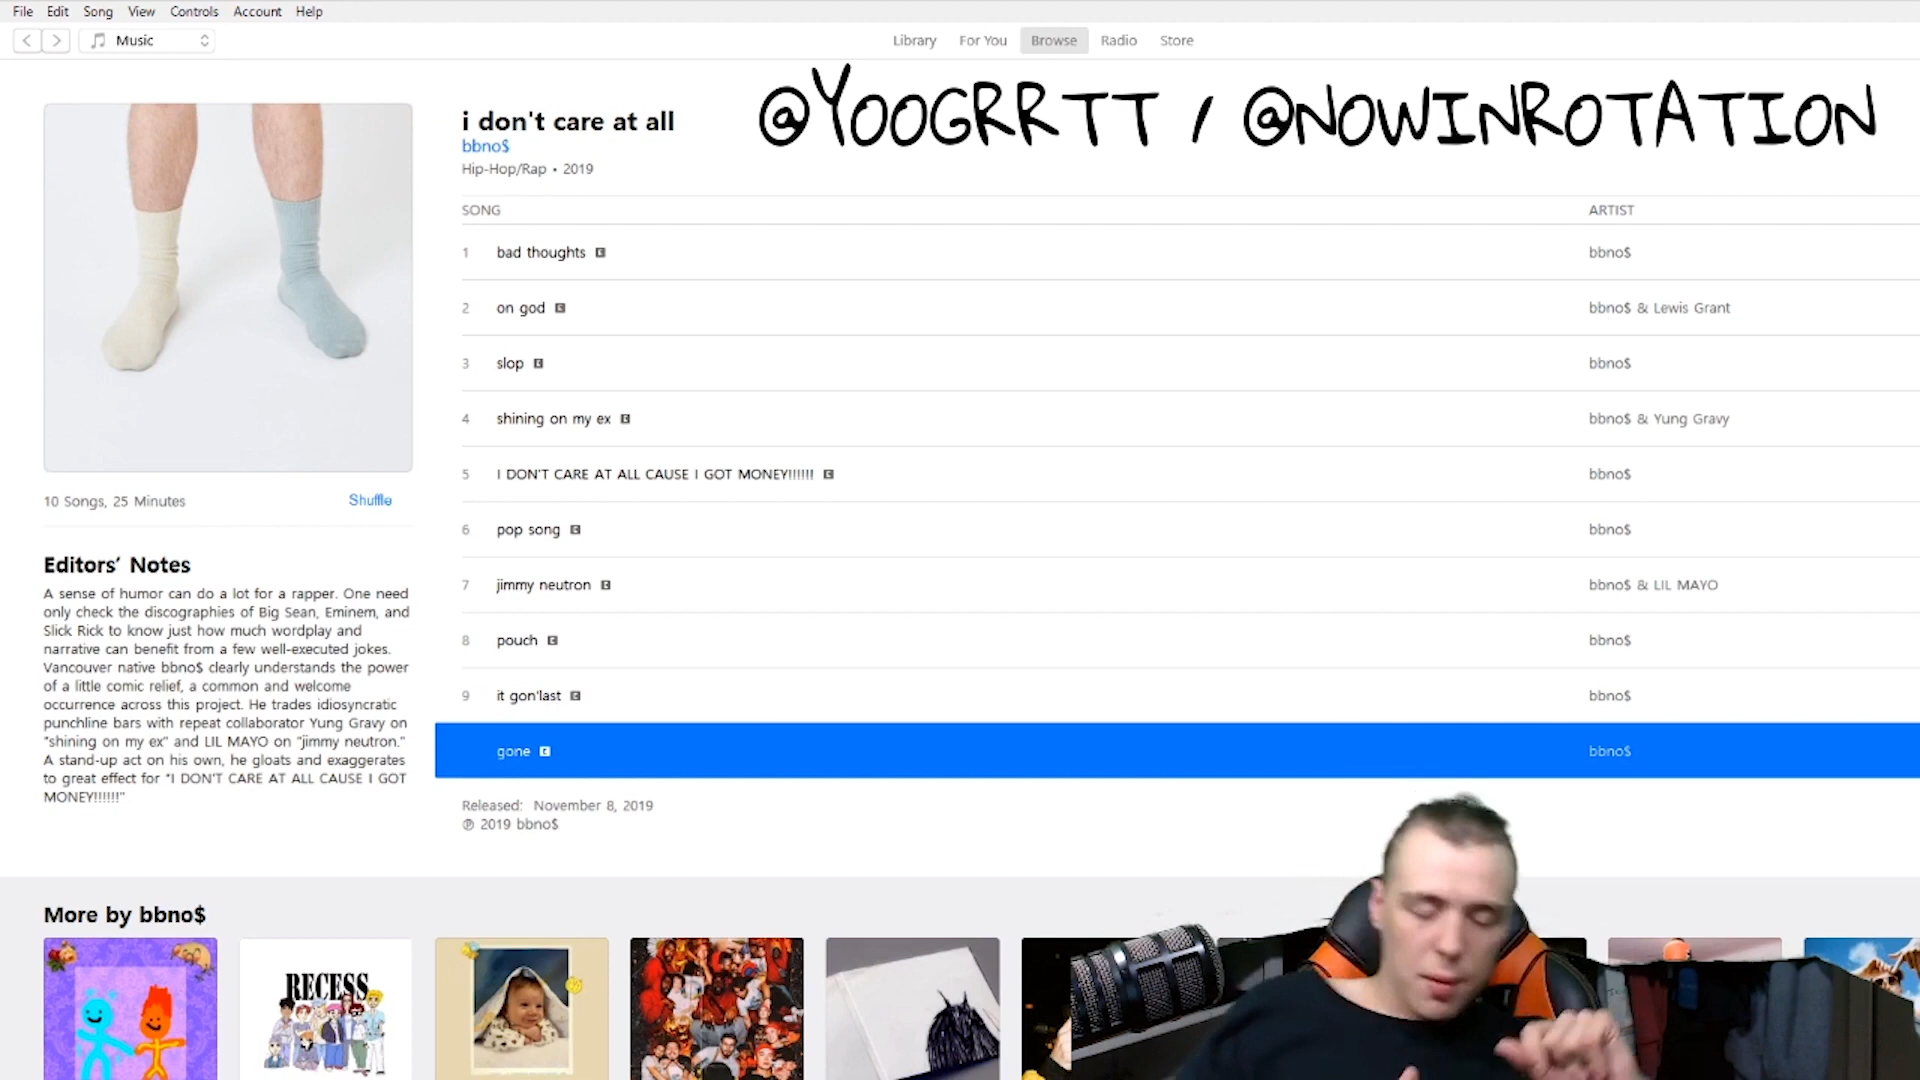 File Edit Song View Controls Account Help
Music
Library For You Browse Radio Store
@YOOGRRTT / @NOWINROTATION
i don't care at all
bbno$
Hip-Hop/Rap • 2019
SONG ARTIST
1 bad thoughts E bbno$
2 on god E bbno$ & Lewis Grant
3 slop E bbno$
4 shining on my ex E bbno$ & Yung Gravy
5 I DON'T CARE AT ALL CAUSE I GOT MONEY!!!!!! E bbno$
6 pop song E bbno$
7 jimmy neutron E bbno$ & LIL MAYO
8 pouch E bbno$
9 it gon'last E bbno$
gone E bbno$
Released: November 8, 2019
℗ 2019 bbno$
10 Songs, 25 Minutes Shuffle
Editors' Notes
A sense of humor can do a lot for a rapper. One need
only check the discographies of Big Sean, Eminem, and
Slick Rick to know just how much wordplay and
narrative can benefit from a few well-executed jokes.
Vancouver native bbno$ clearly understands the power
of a little comic relief, a common and welcome
occurrence across this project. He trades idiosyncratic
punchline bars with repeat collaborator Yung Gravy on
"shining on my ex" and LIL MAYO on "jimmy neutron."
A stand-up act on his own, he gloats and exaggerates
to great effect for "I DON'T CARE AT ALL CAUSE I GOT
MONEY!!!!!!"
More by bbno$
RECESS